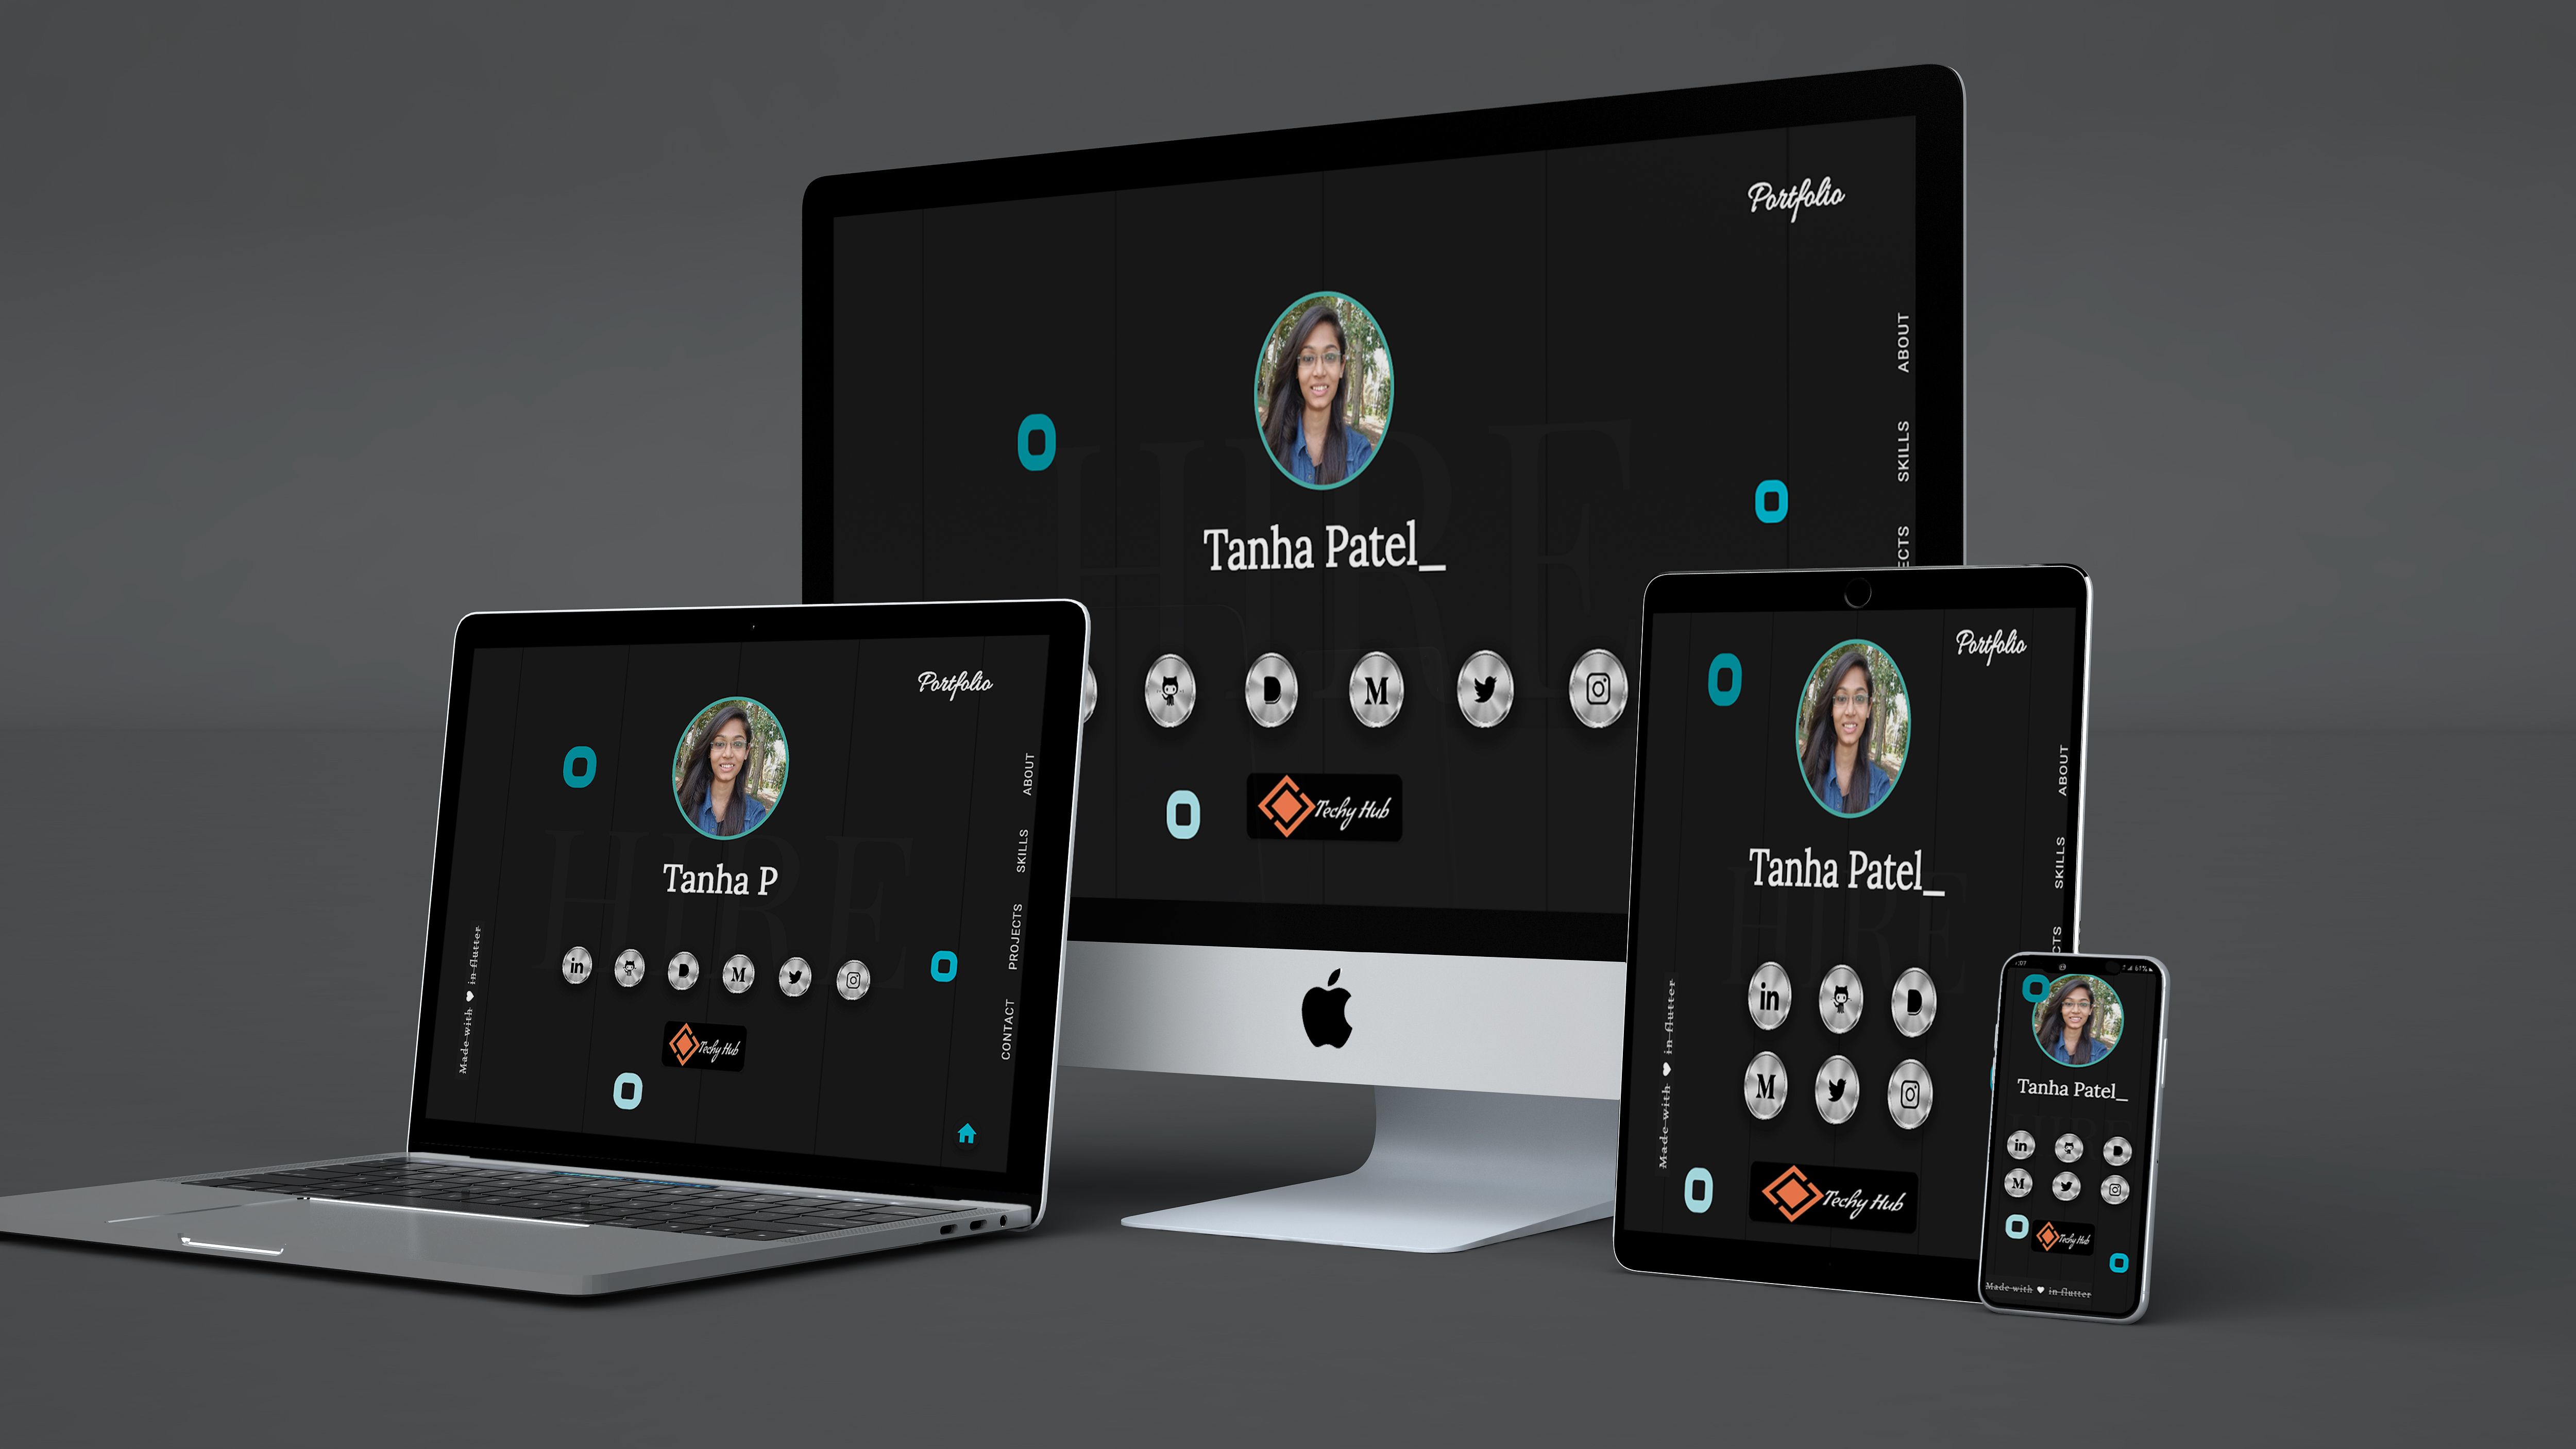 Portfolio
ABOUT
SKILLS
ECTS
HIRE
Tanha Patel_
D
M
Techy Hub
Portfolio
ABOUT
SKILLS
PROJECTS
CONTACT
HIRE
Tanha P
in
D
M
Techy Hub
Made with ♥ in flutter
Portfolio
ABOUT
SKILLS
CTS
HIRE
Tanha Patel_
in
D
M
Techy Hub
Made with ♥ in flutter
61%
Tanha Patel_
in
D
M
Techy Hub
Made with ♥ in flutter